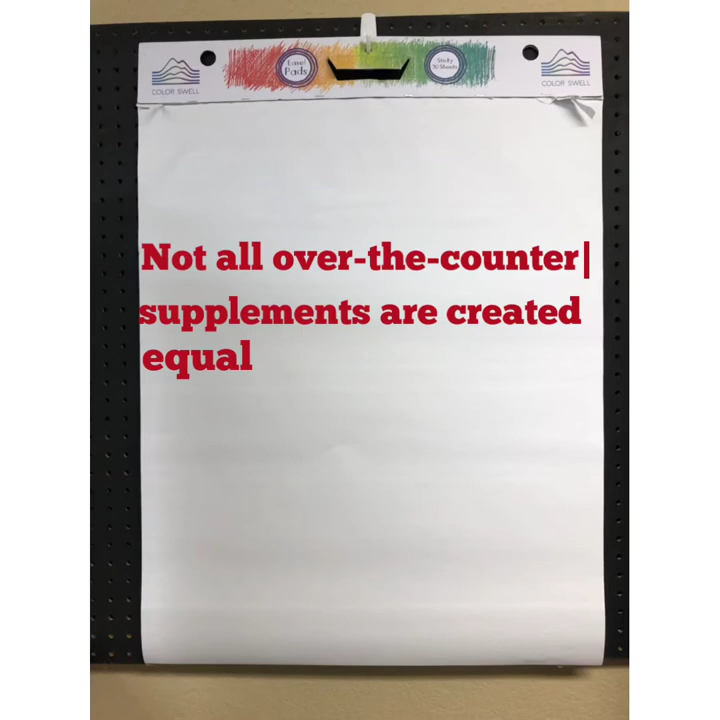 Easel
Pads
Sticky
30 Sheets
COLOR SWELL
COLOR SWELL
Not all over-the-counter|
supplements are created
equal